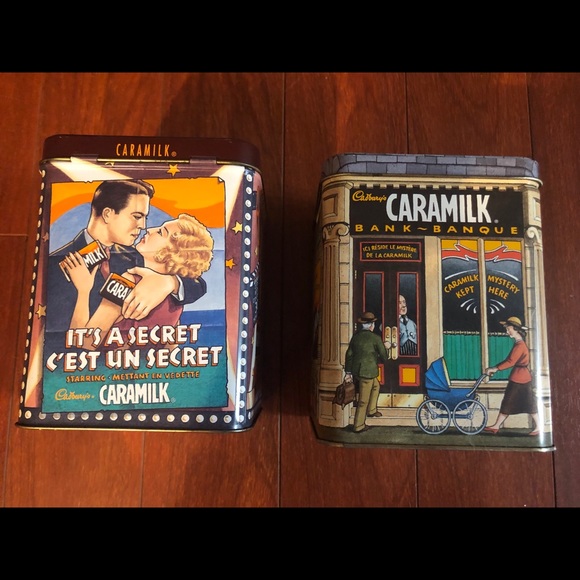 CARAMILK®
MILK
CARA
IT'S A SECRET
C'EST UN SECRET
STARRING · METTANT EN VEDETTE
Cadbury's CARAMILK®
Cadbury's CARAMILK®
BANK~BANQUE
ICI RÉSIDE LE MYSTÈRE
DE LA CARAMILK
CARAMILK MYSTERY
KEPT HERE